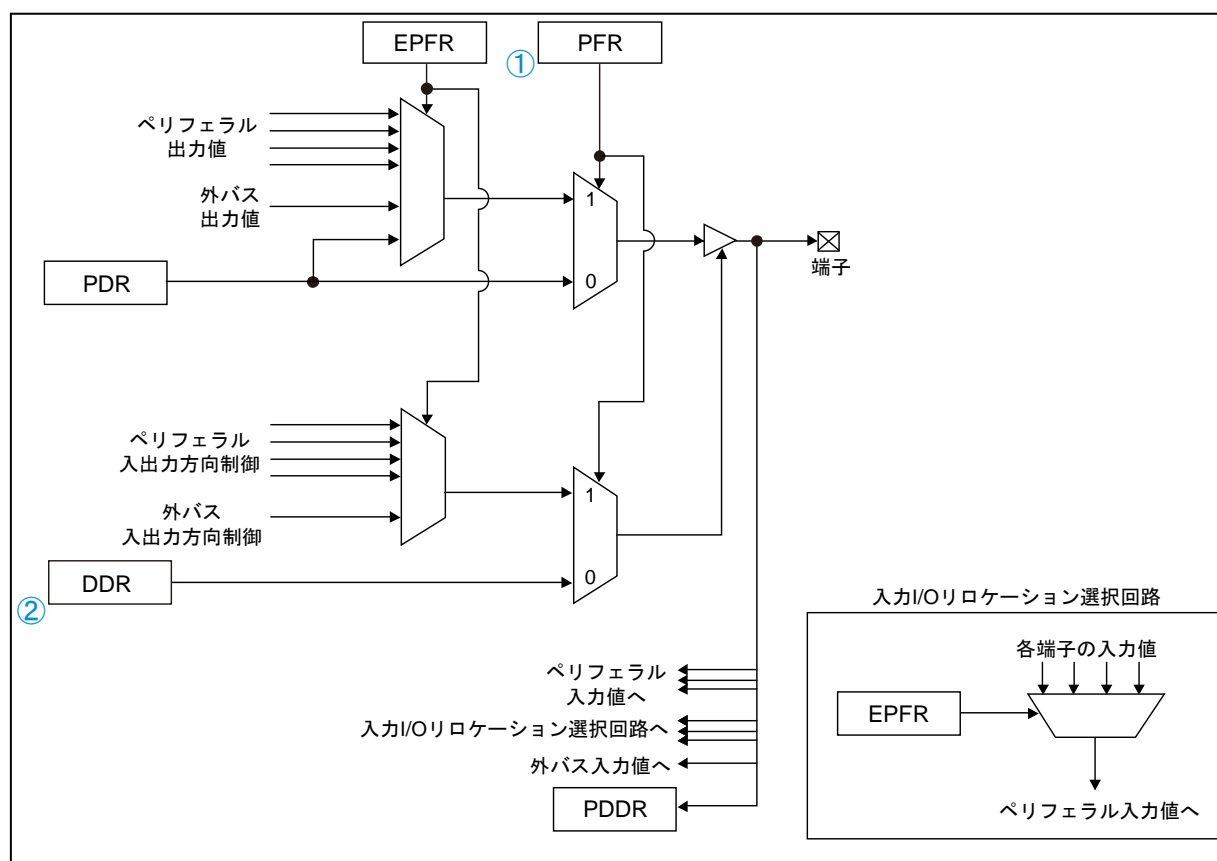 EPFR
PFR
①
ペリフェラル
出力値
外バス
出力値
1
PDR
0
端子
ペリフェラル
入出力方向制御
外バス
入出力方向制御
1
DDR
0
②
入力I/Oリロケーション選択回路
各端子の入力値
EPFR
ペリフェラル入力値へ
ペリフェラル
入力値へ
入力I/Oリロケーション選択回路へ
外バス入力値へ
PDDR